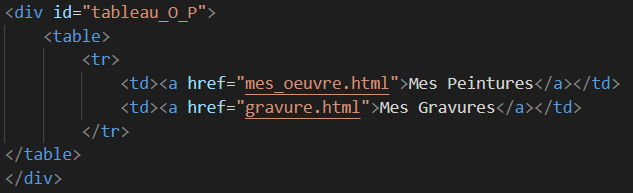 <div id="tableau_O_P">
<table>
<tr>
<td><a href="mes_oeuvre.html">Mes Peintures</a></td>
<td><a href="gravure.html">Mes Gravures</a></td>
</tr>
</table>
</div>